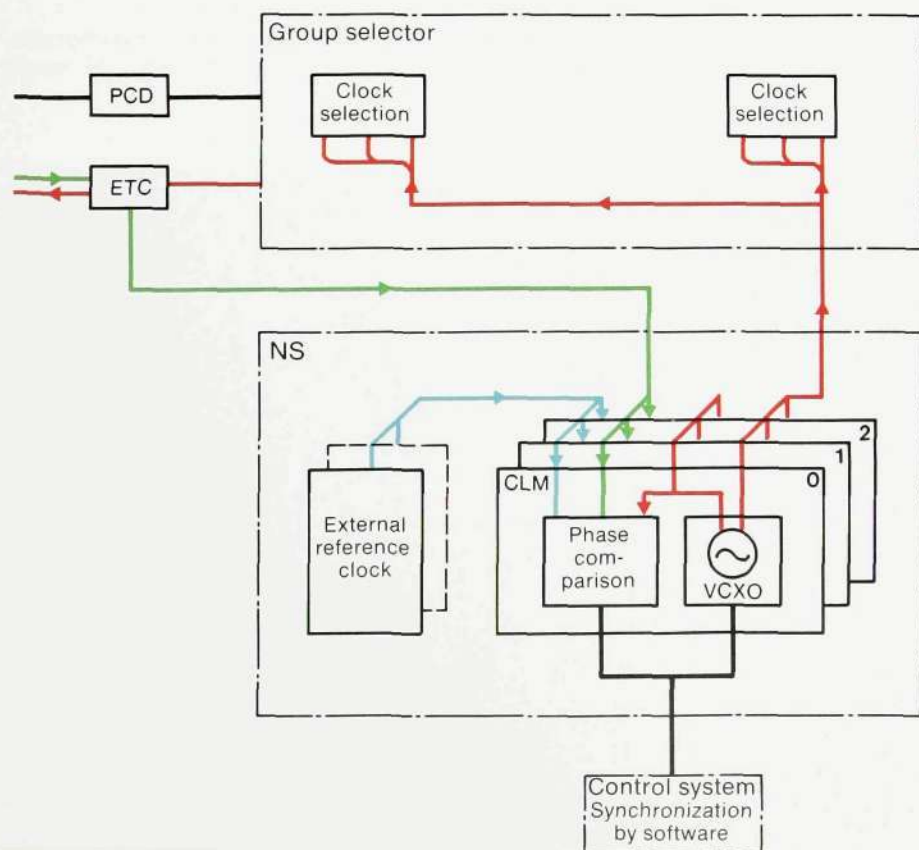 Group selector
PCD
Clock
selection
Clock
selection
ETC
NS
2
1
CLM
0
External
reference
clock
Phase
com-
parison
VCXO
Control system
Synchronization
by software